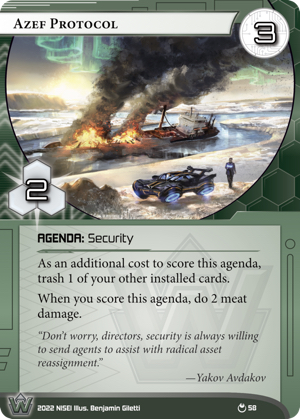 Azef Protocol
3
2
AGENDA: Security
As an additional cost to score this agenda,
trash 1 of your other installed cards.
When you score this agenda, do 2 meat
damage.
“Don’t worry, directors, security is always willing
to send agents to assist with radical asset
reassignment.”
—Yakov Avdakov
2022 NISEI Illus. Benjamin Giletti
58